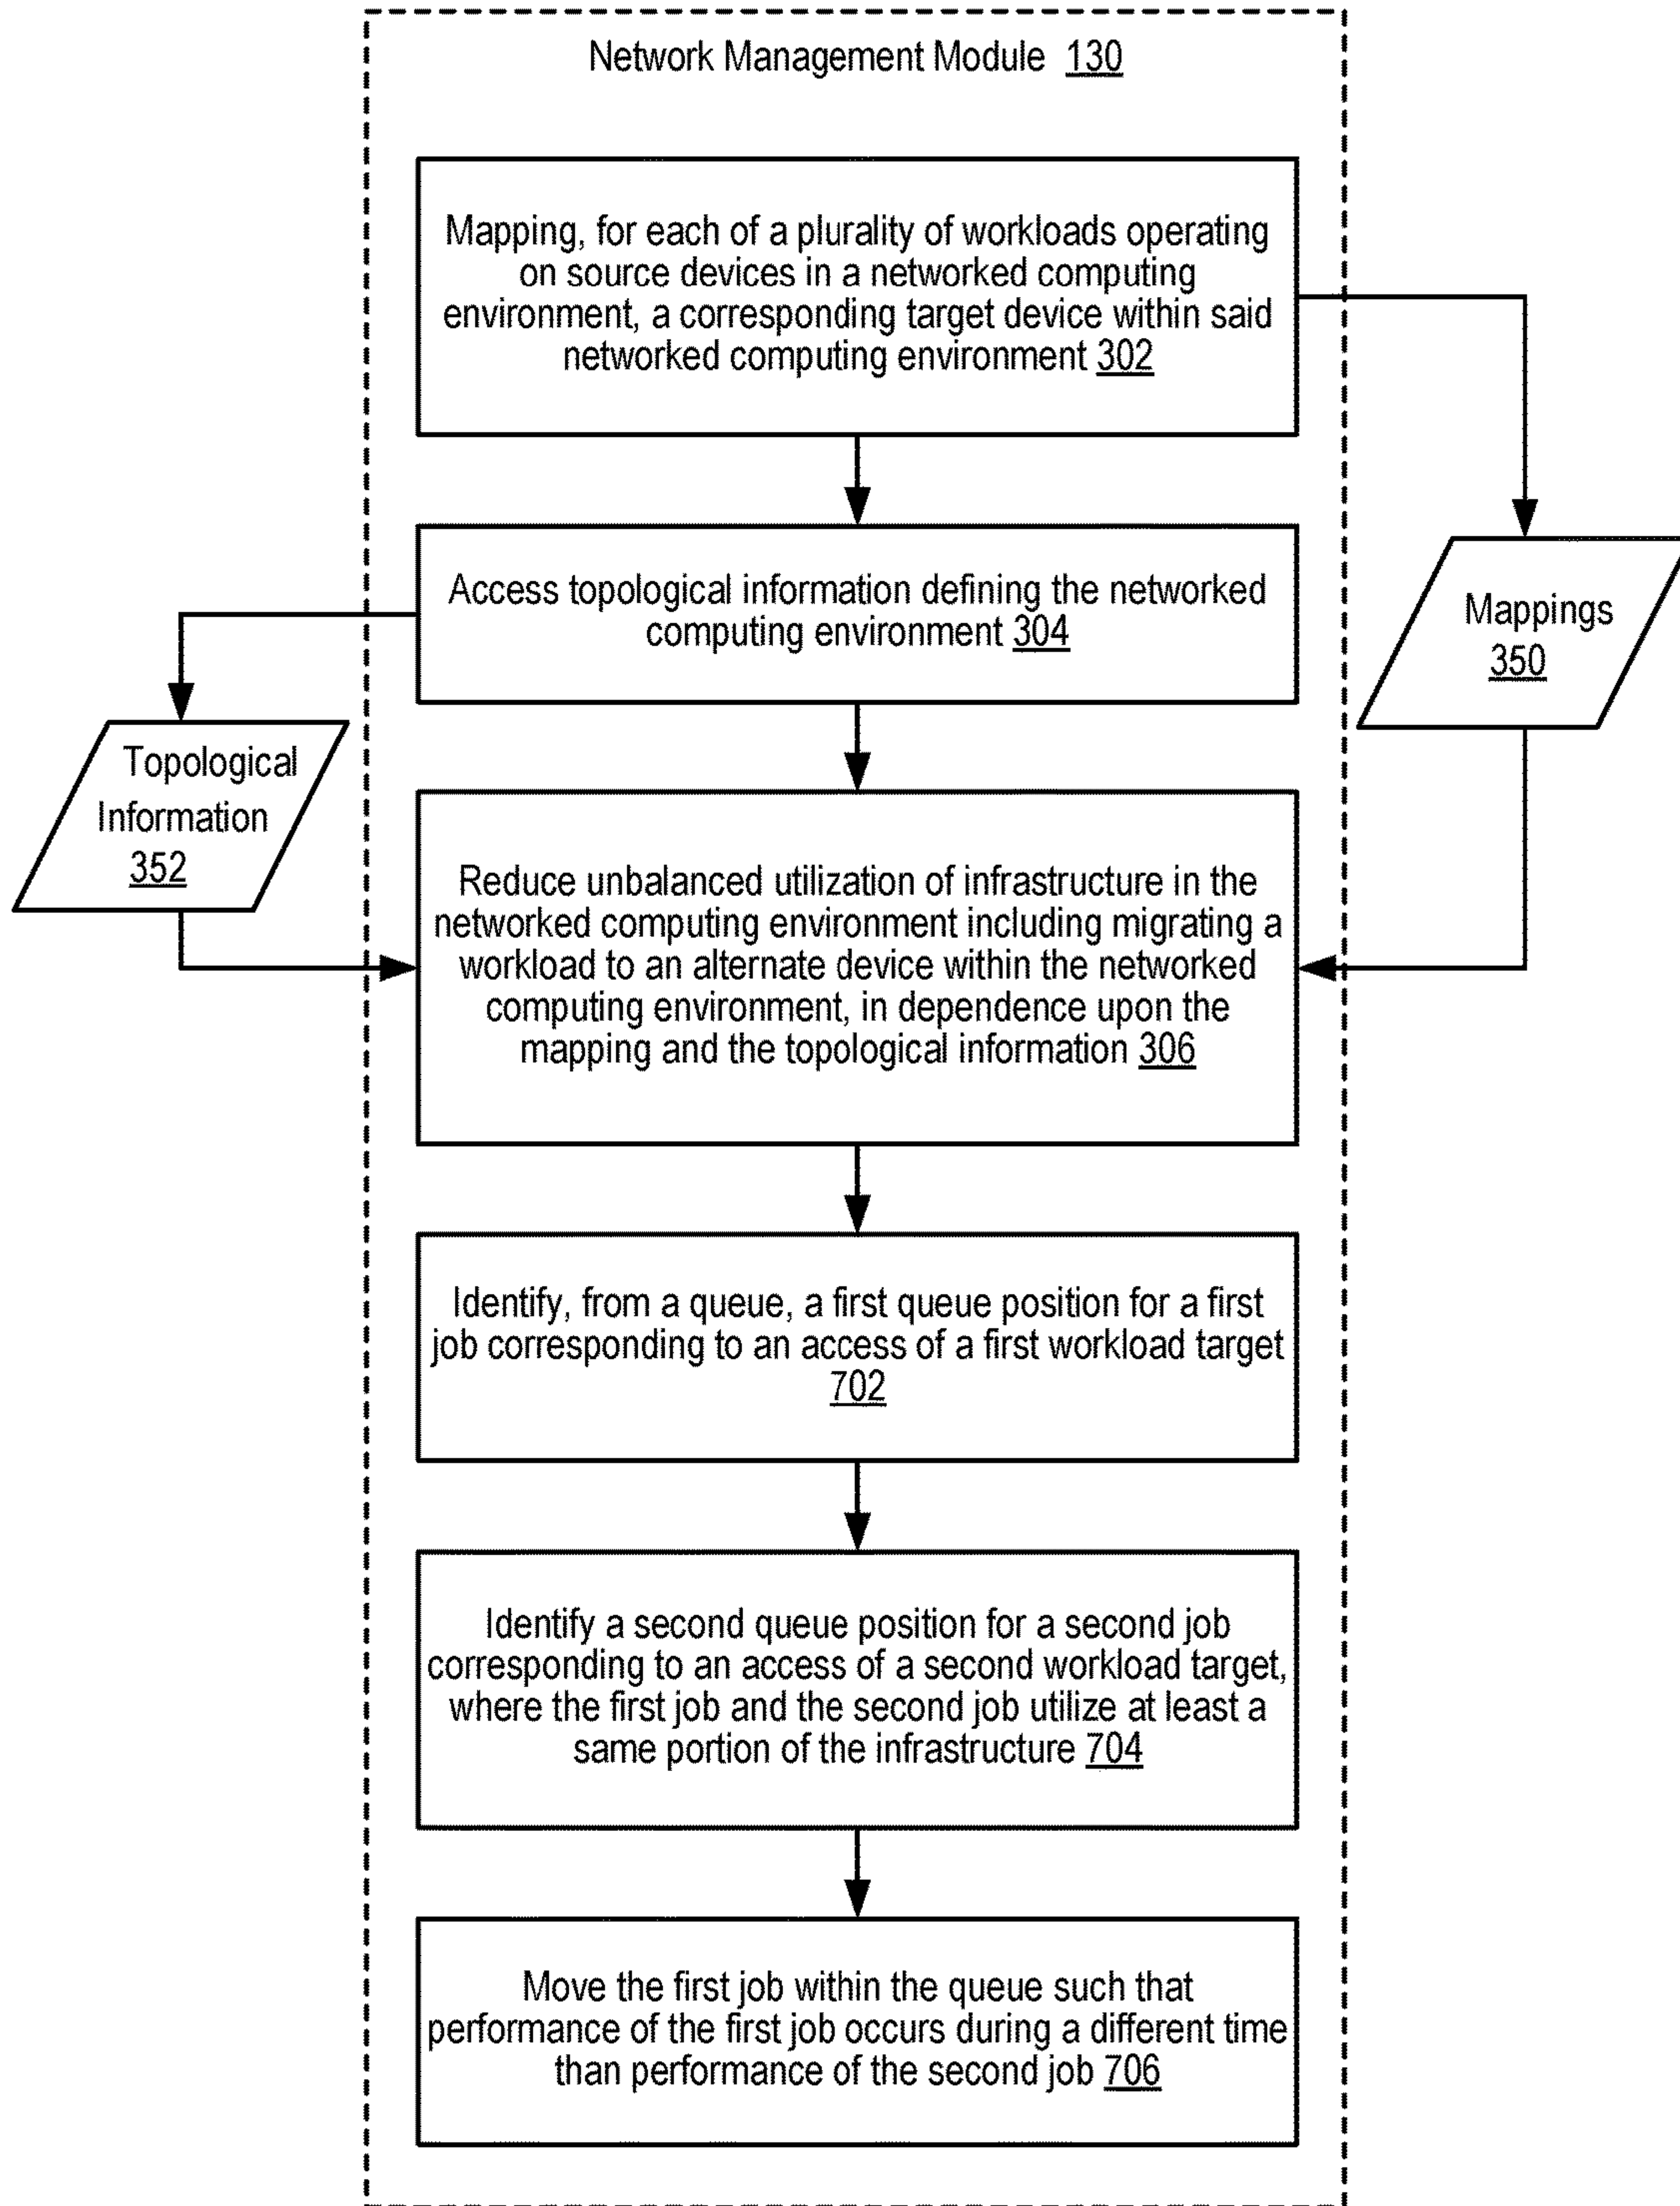 Network Management Module 130
Mapping, for each of a plurality of workloads operating
on source devices in a networked computing
environment, a corresponding target device within said
networked computing environment 302
Access topological information defining the networked
computing environment 304
Mappings
350
Topological
Information
352
Reduce unbalanced utilization of infrastructure in the
networked computing environment including migrating a
workload to an alternate device within the networked
computing environment, in dependence upon the
mapping and the topological information 306
Identify, from a queue, a first queue position for a first
job corresponding to an access of a first workload target
702
Identify a second queue position for a second job
corresponding to an access of a second workload target,
where the first job and the second job utilize at least a
same portion of the infrastructure 704
Move the first job within the queue such that
performance of the first job occurs during a different time
than performance of the second job 706